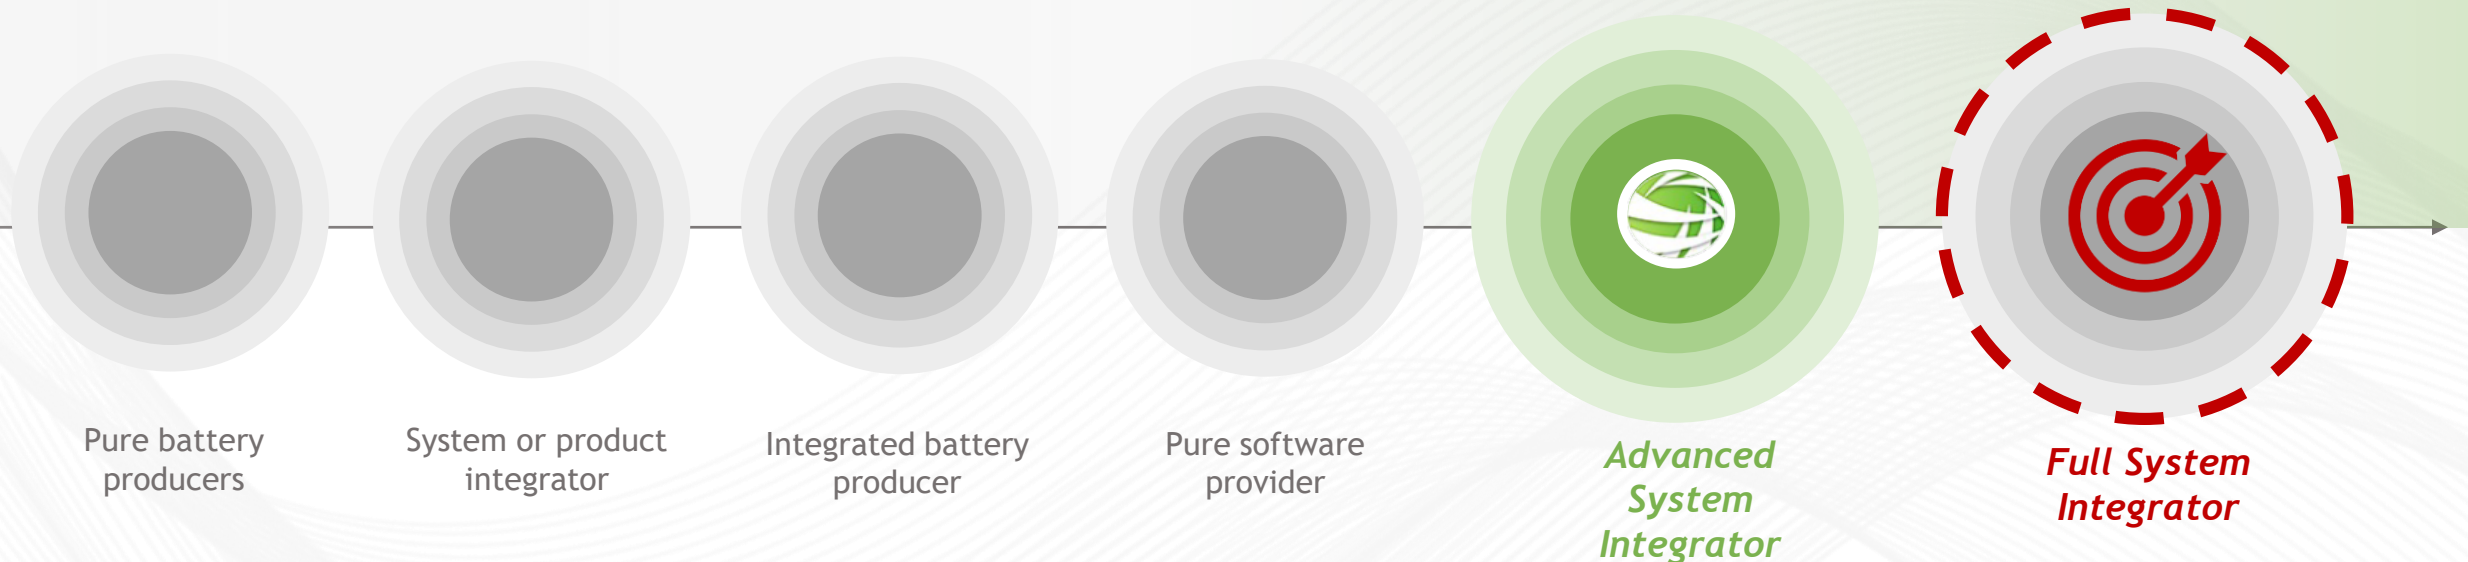 Pure battery
producers
System or product
integrator
Integrated battery
producer
Pure software
provider
Advanced
System
Integrator
Full System
Integrator